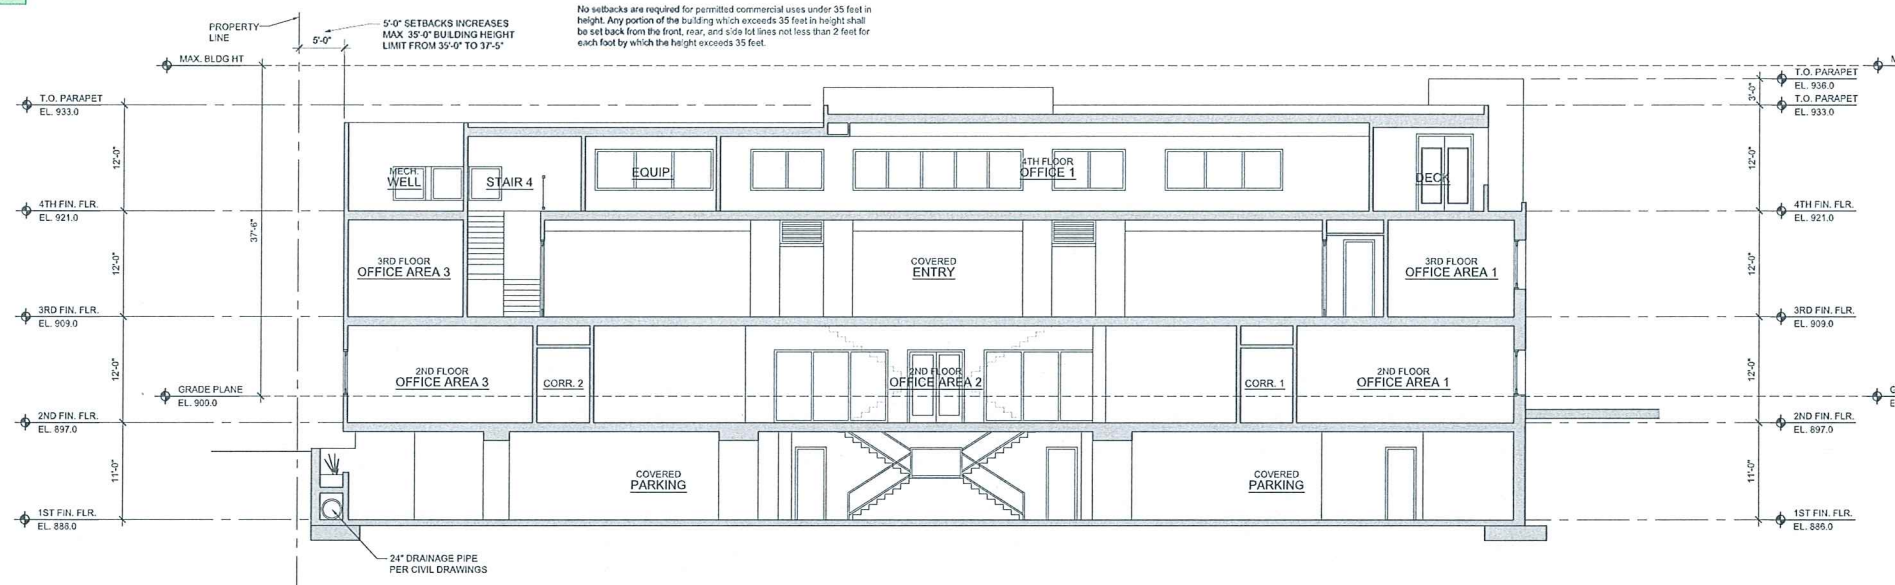 No setbacks are required for permitted commercial uses under 35 feet in
height. Any portion of the building which exceeds 35 feet in height shall
be set back from the front, rear, and side lot lines not less than 2 feet for
each foot by which the height exceeds 35 feet.
PROPERTY
LINE
5'-0"
5'-0" SETBACKS INCREASES
MAX 35'-0" BUILDING HEIGHT
LIMIT FROM 35'-0" TO 37'-5"
MAX. BLDG HT
M
T.O. PARAPET
EL. 936.0
3'-0"
T.O. PARAPET
EL. 933.0
T.O. PARAPET
EL. 933.0
12'-0"
MECH.
WELL
STAIR 4
EQUIP.
4TH FLOOR
OFFICE 1
DECK
12'-0"
4TH FIN. FLR.
EL. 921.0
4TH FIN. FLR.
EL. 921.0
37'-6"
12'-0"
3RD FLOOR
OFFICE AREA 3
COVERED
ENTRY
3RD FLOOR
OFFICE AREA 1
12'-0"
3RD FIN. FLR.
EL. 909.0
3RD FIN. FLR.
EL. 909.0
12'-0"
2ND FLOOR
OFFICE AREA 3
CORR. 2
2ND FLOOR
OFFICE AREA 2
CORR. 1
2ND FLOOR
OFFICE AREA 1
12'-0"
GRADE PLANE
EL. 900.0
G
E
2ND FIN. FLR.
EL. 897.0
2ND FIN. FLR.
EL. 897.0
11'-0"
COVERED
PARKING
COVERED
PARKING
11'-0"
1ST FIN. FLR.
EL. 886.0
1ST FIN. FLR.
EL. 886.0
24" DRAINAGE PIPE
PER CIVIL DRAWINGS